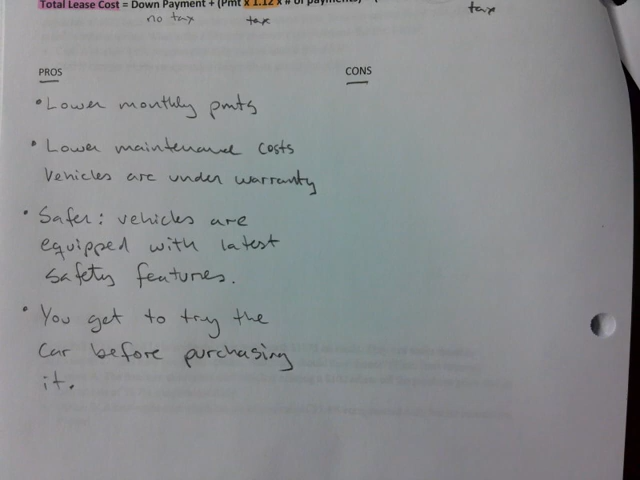 Total Lease Cost = Down Payment + (Pmt x 1.12 x # of payments)
no tax tax tax
PROS CONS
• Lower monthly pmts
• Lower maintenance costs
Vehicles are under warranty
• Safer: vehicles are
equipped with latest
safety features.
• You get to try the
car before purchasing
it.